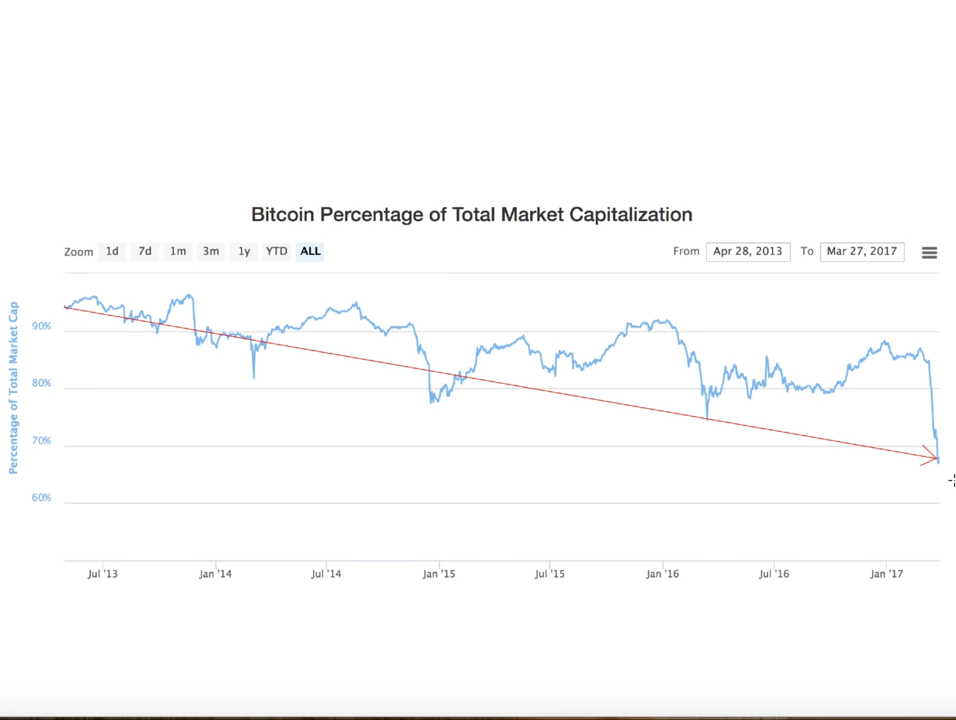 Bitcoin Percentage of Total Market Capitalization
Zoom 1d 7d 1m 3m 1y YTD ALL From Apr 28, 2013 To Mar 27, 2017
Percentage of Total Market Cap
90%
80%
70%
60%
Jul '13 Jan '14 Jul '14 Jan '15 Jul '15 Jan '16 Jul '16 Jan '17